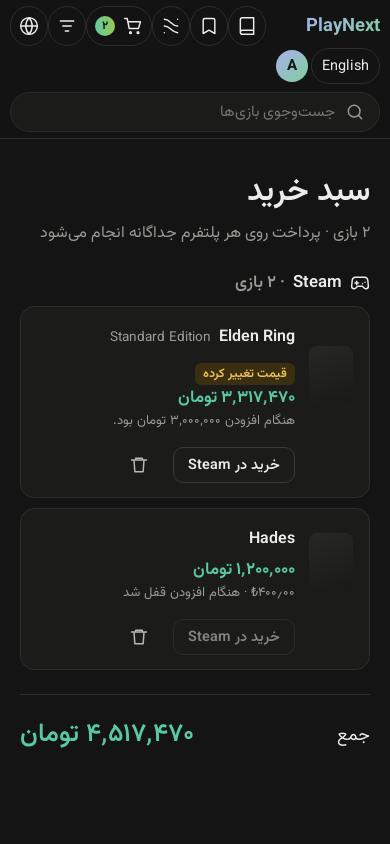 PlayNext ۲
English A
جست‌وجوی بازی‌ها
سبد خرید
۲ بازی · پرداخت روی هر پلتفرم جداگانه انجام می‌شود
Steam · ۲ بازی
Elden Ring Standard Edition
قیمت تغییر کرده
۳,۳۱۷,۴۷۰ تومان
هنگام افزودن ۳,۰۰۰,۰۰۰ تومان بود.
خرید در Steam
Hades
۱,۲۰۰,۰۰۰ تومان
₺۴۰۰٫۰۰ · هنگام افزودن قفل شد
خرید در Steam
جمع ۴,۵۱۷,۴۷۰ تومان